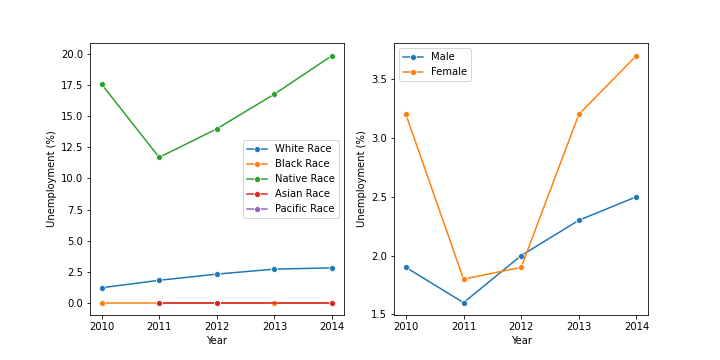 20.0
17.5
15.0
12.5
10.0
7.5
5.0
2.5
0.0
Unemployment (%)
White Race
Black Race
Native Race
Asian Race
Pacific Race
2010 2011 2012 2013 2014
Year
3.5
3.0
2.5
2.0
1.5
Unemployment (%)
Male
Female
2010 2011 2012 2013 2014
Year